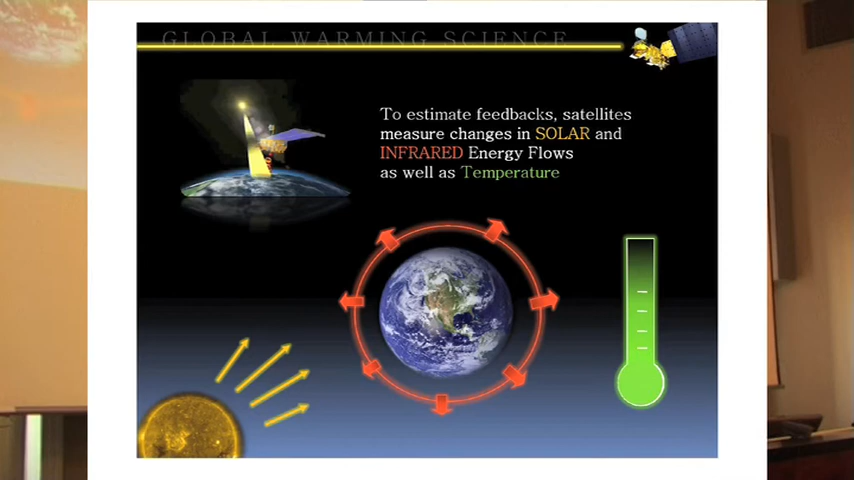 GLOBAL WARMING SCIENCE
To estimate feedbacks, satellites
measure changes in SOLAR and
INFRARED Energy Flows
as well as Temperature